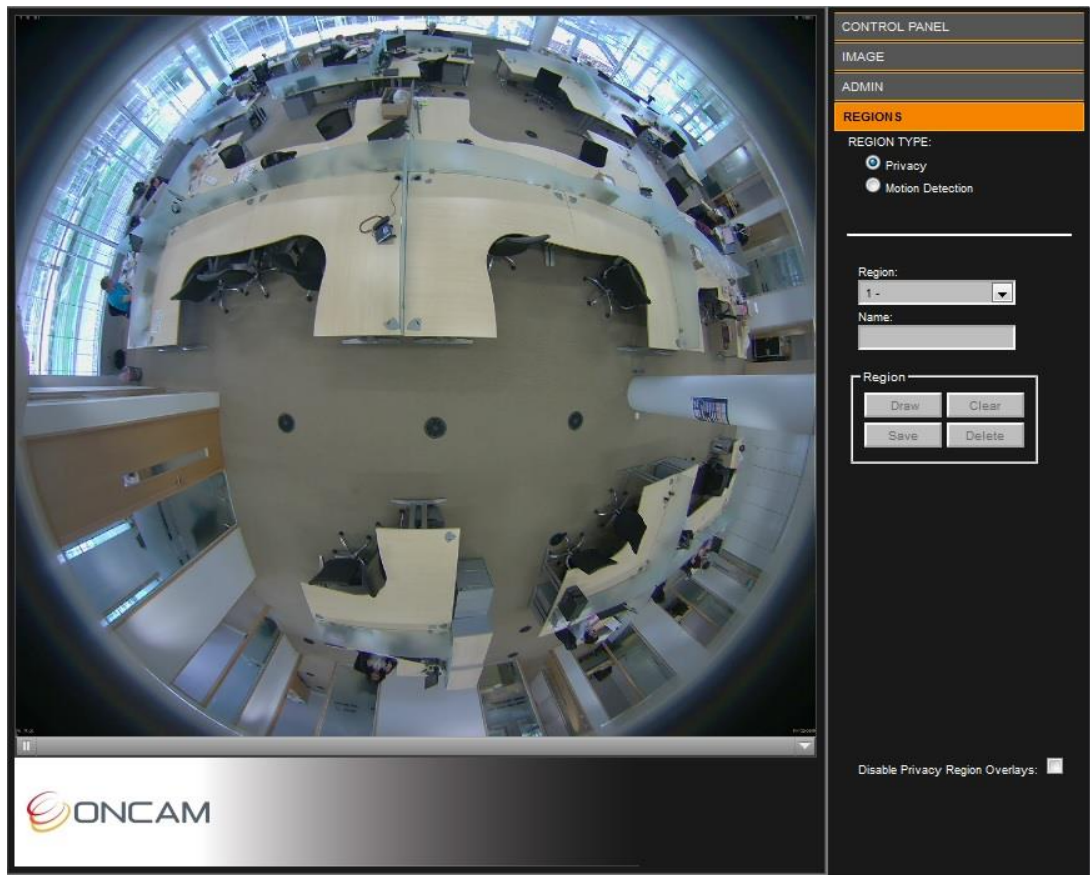 CONTROL PANEL
IMAGE
ADMIN
REGIONS
REGION TYPE:
Privacy
Motion Detection
Region:
1 -
Name:
Region
Draw Clear
Save Delete
Disable Privacy Region Overlays:
ONCAM